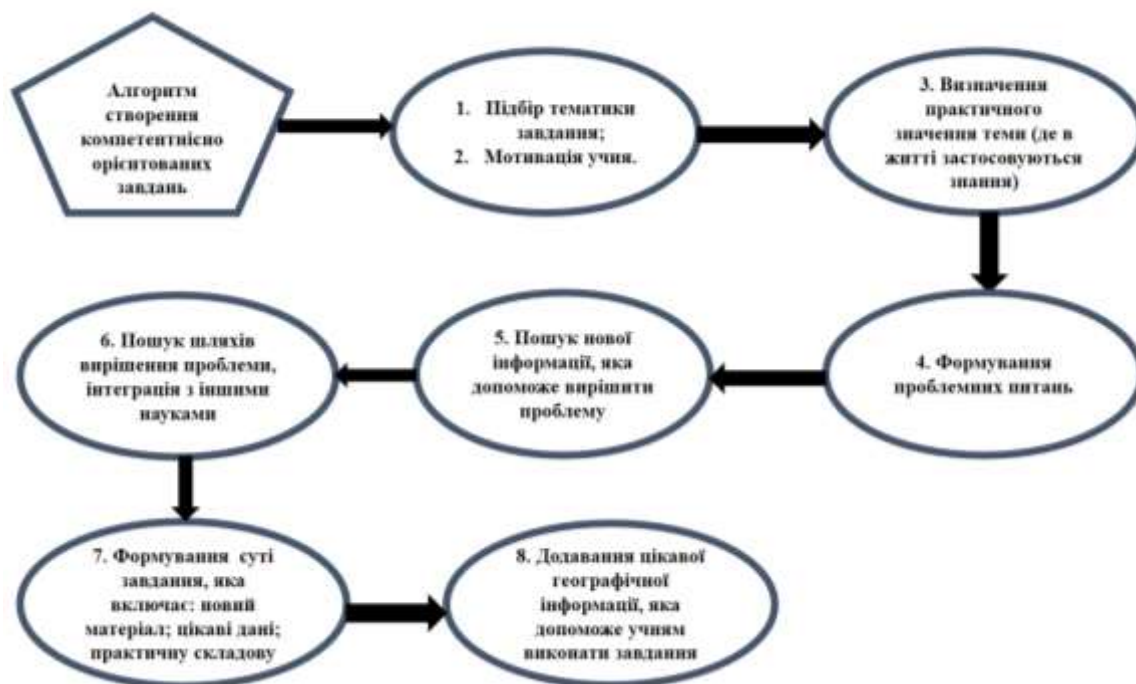 Алгоритм
створення
компетентнісно
орієнтованих
завдань
1. Підбір тематики
завдання;
2. Мотивація учня.
3. Визначення
практичного
значення теми (де в
житті застосовуються
знання)
4. Формування
проблемних питань
5. Пошук нової
інформації, яка
допоможе вирішити
проблему
6. Пошук шляхів
вирішення проблеми,
інтеграція з іншими
науками
7. Формування суті
завдання, яка
включає: новий
матеріал; цікаві дані;
практичну складову
8. Додавання цікавої
географічної
інформації, яка
допоможе учням
виконати завдання